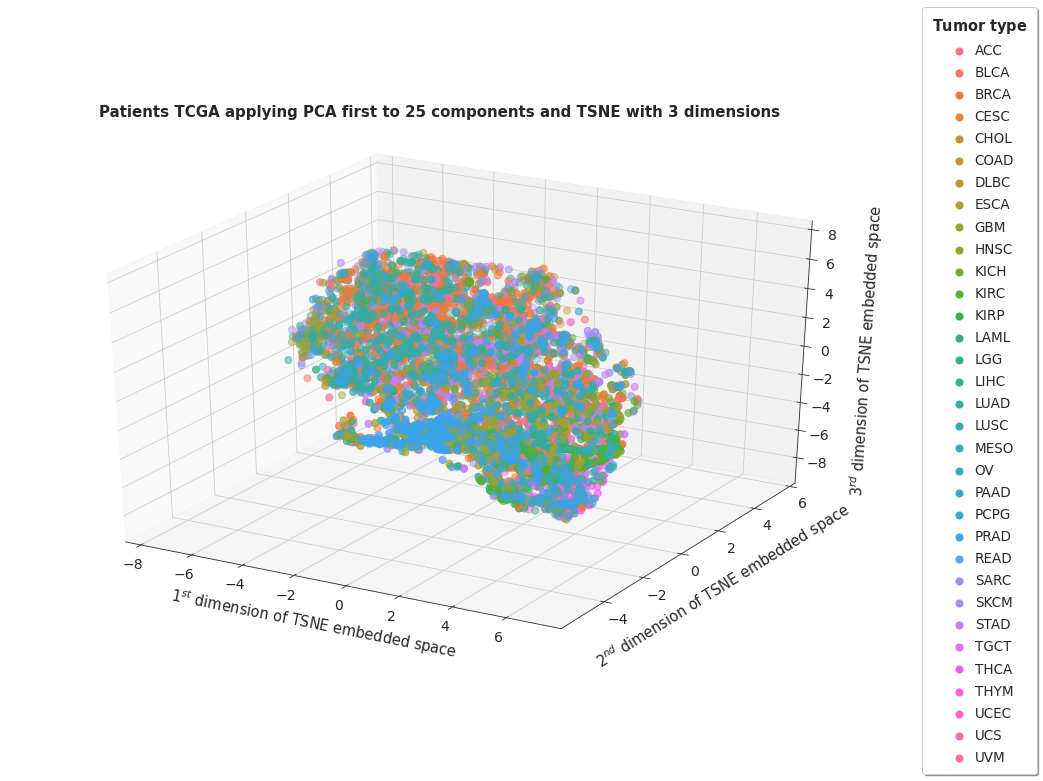 Patients TCGA applying PCA first to 25 components and TSNE with 3 dimensions
8
6
4
2
0
−2
−4
−6
−8
3rd dimension of TSNE embedded space
6
4
2
0
−2
−4
2nd dimension of TSNE embedded space
−8
−6
−4
−2
0
2
4
6
1st dimension of TSNE embedded space
Tumor type
ACC
BLCA
BRCA
CESC
CHOL
COAD
DLBC
ESCA
GBM
HNSC
KICH
KIRC
KIRP
LAML
LGG
LIHC
LUAD
LUSC
MESO
OV
PAAD
PCPG
PRAD
READ
SARC
SKCM
STAD
TGCT
THCA
THYM
UCEC
UCS
UVM